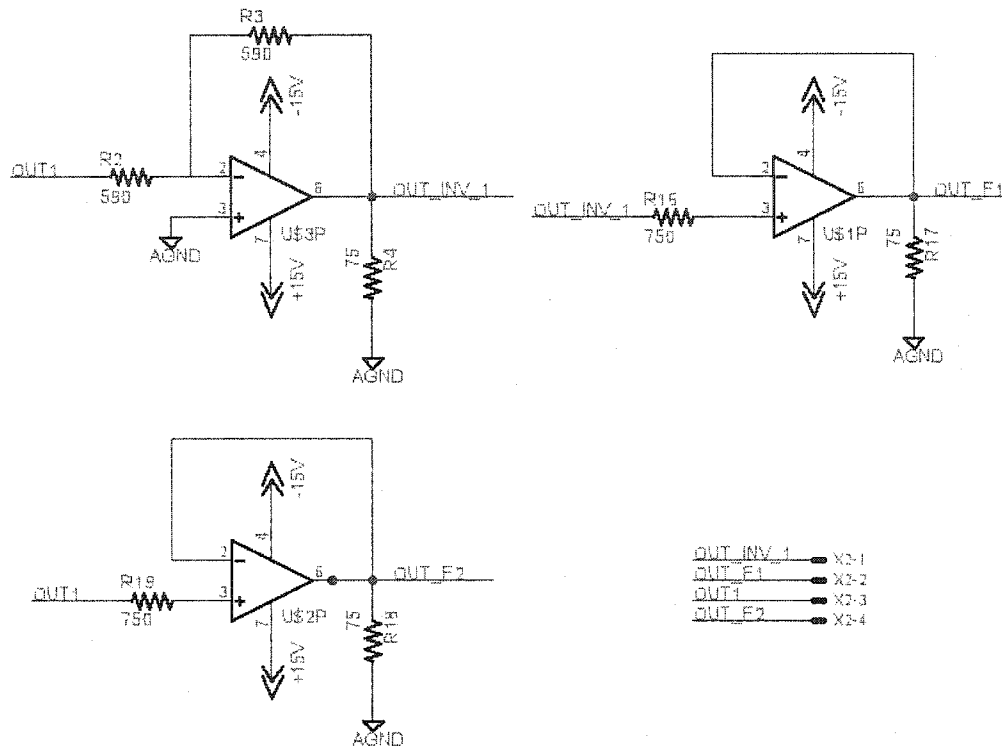 R3
590
-15V
4
OUT1
R2
590
2
3
6
OUT_INV_1
7
U$3P
AGND
+15V
75
R4
AGND
-15V
4
2
6
OUT_F1
OUT_INV_1
R16
750
3
7
U$1P
+15V
75
R17
AGND
-15V
4
2
6
OUT_F2
OUT1
R19
750
3
7
U$2P
+15V
75
R18
AGND
OUT_INV_1 X2-1
OUT_F1 X2-2
OUT1 X2-3
OUT_F2 X2-4